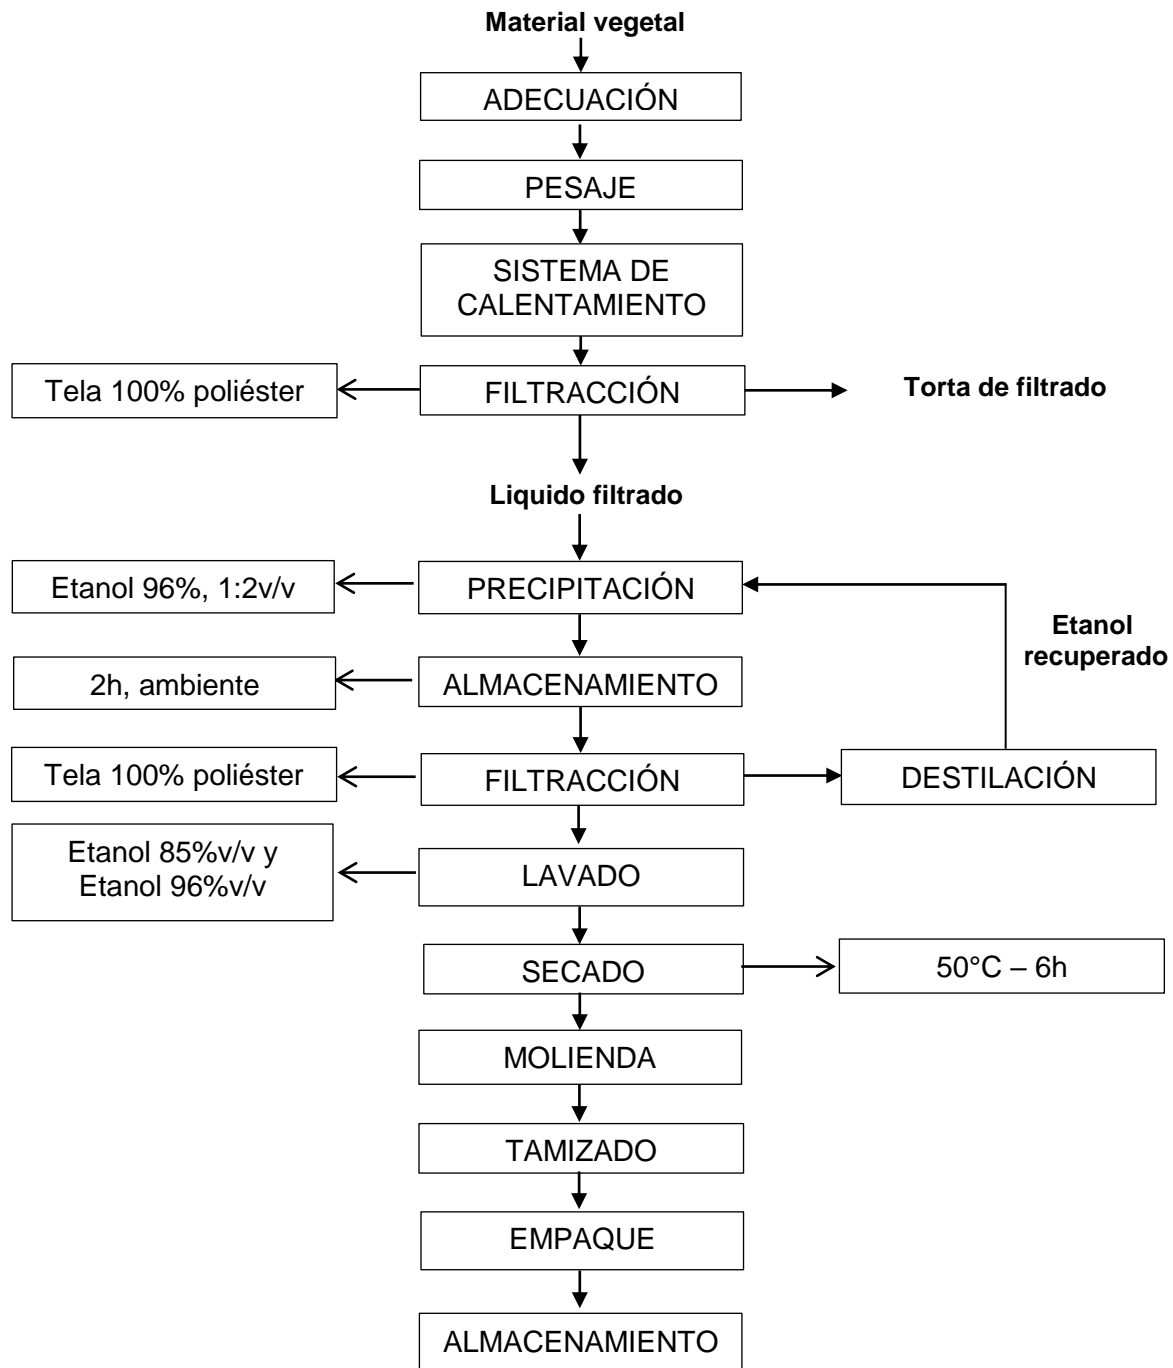 Material vegetal
ADECUACIÓN
PESAJE
SISTEMA DE
CALENTAMIENTO
Tela 100% poliéster
FILTRACCIÓN
Torta de filtrado
Liquido filtrado
Etanol 96%, 1:2v/v
PRECIPITACIÓN
Etanol
recuperado
2h, ambiente
ALMACENAMIENTO
Tela 100% poliéster
FILTRACCIÓN
DESTILACIÓN
Etanol 85%v/v y
Etanol 96%v/v
LAVADO
SECADO
50°C – 6h
MOLIENDA
TAMIZADO
EMPAQUE
ALMACENAMIENTO